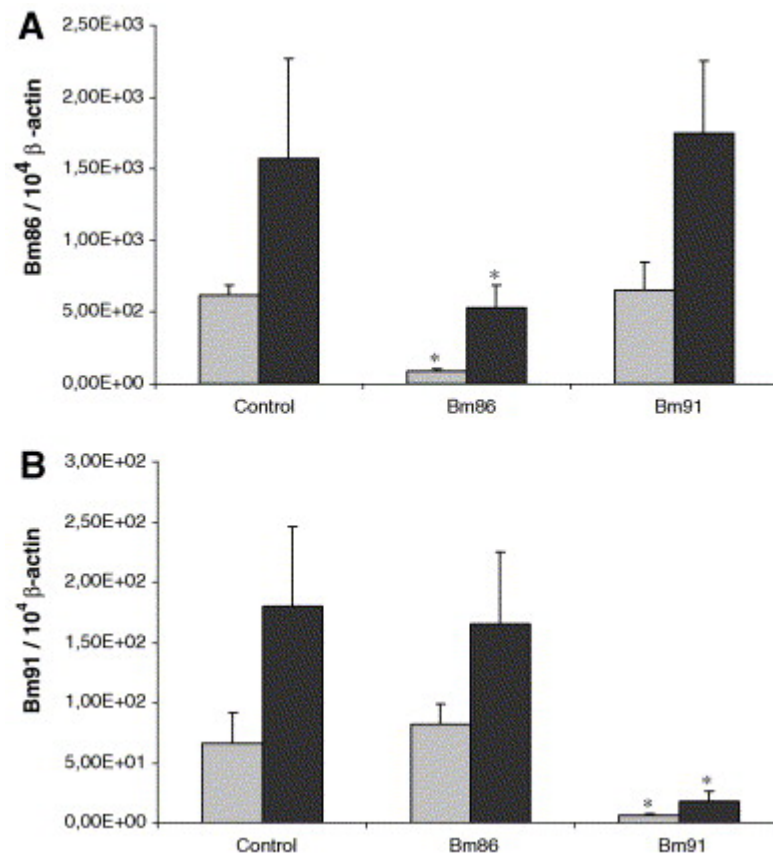 A
Bm86 / 10⁴ β -actin
2,50E+03
2,00E+03
1,50E+03
1,00E+03
5,00E+02
0,00E+00
*
*
Control Bm86 Bm91
B
Bm91 / 10⁴ β-actin
3,00E+02
2,50E+02
2,00E+02
1,50E+02
1,00E+02
5,00E+01
0,00E+00
*
*
Control Bm86 Bm91